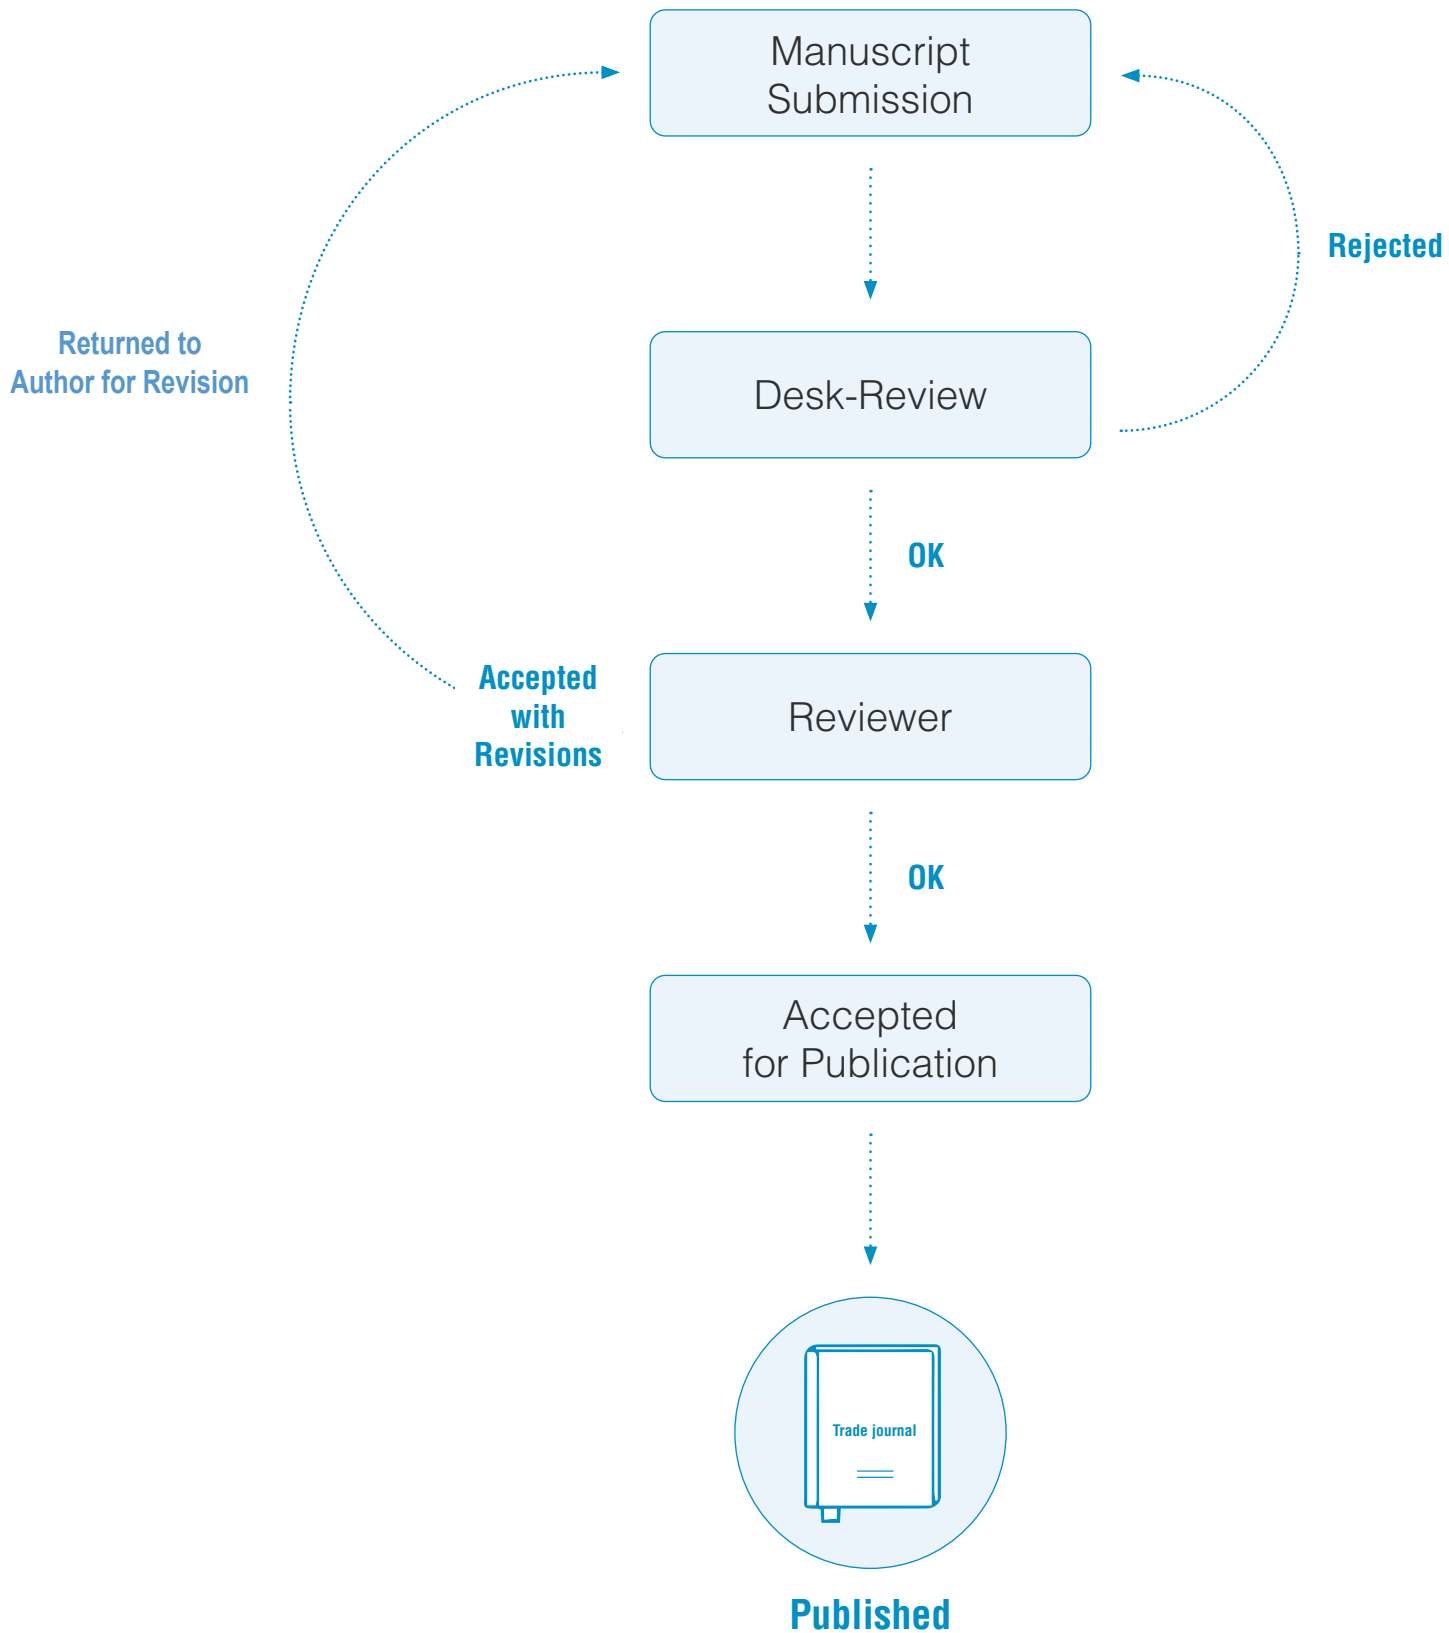 Manuscript
Submission
Rejected
Returned to
Author for Revision
Desk-Review
OK
Accepted
with
Revisions
Reviewer
OK
Accepted
for Publication
Trade journal
Published